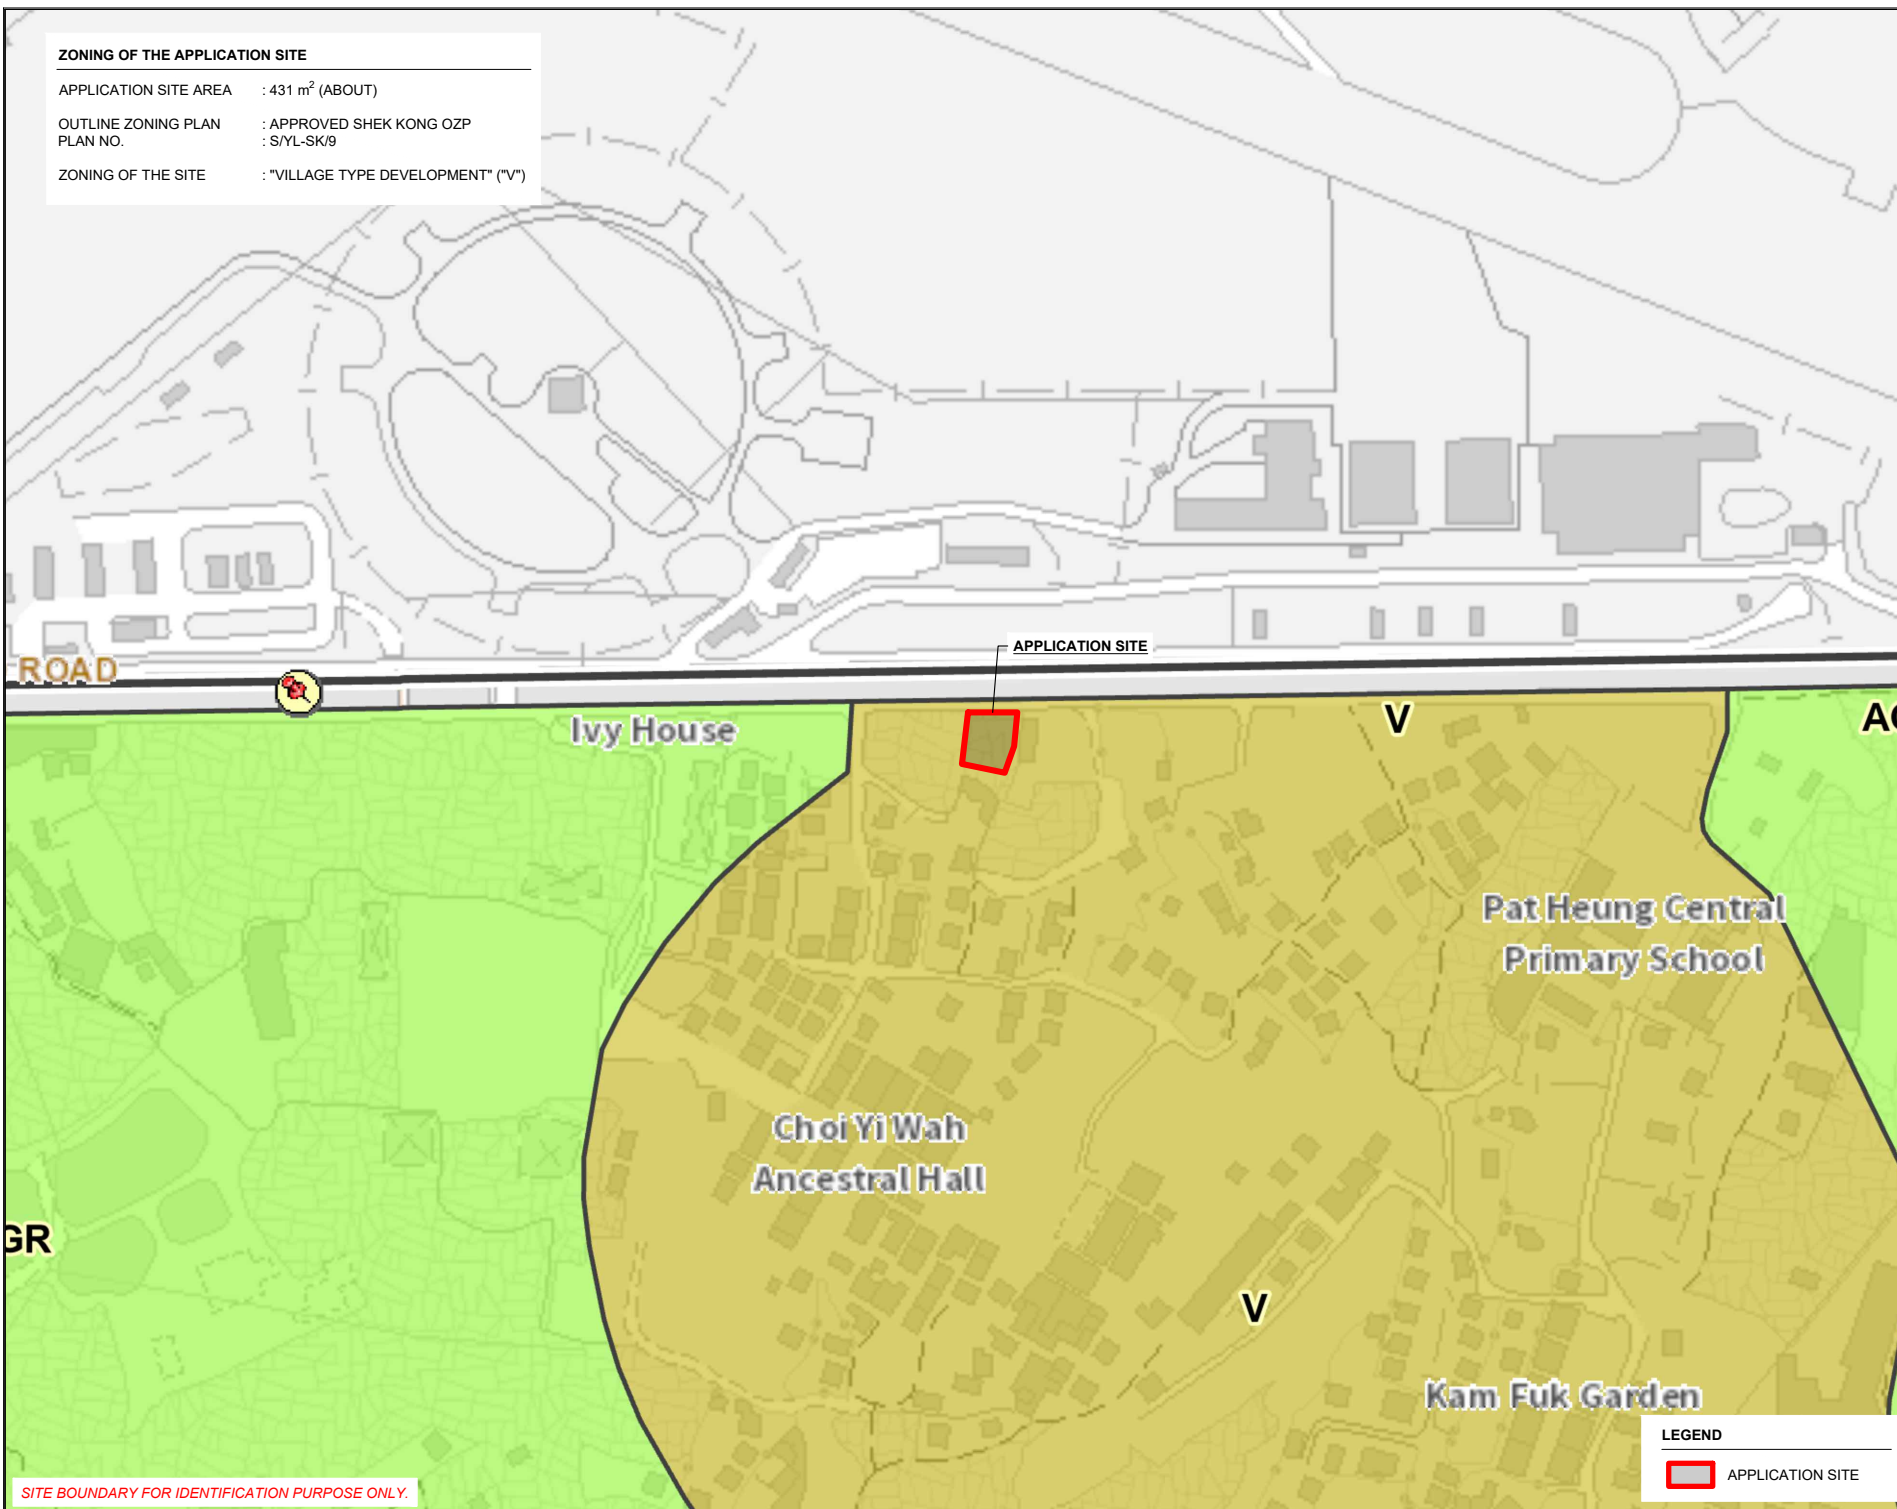 ZONING OF THE APPLICATION SITE
APPLICATION SITE AREA : 431 m² (ABOUT)
OUTLINE ZONING PLAN : APPROVED SHEK KONG OZP
PLAN NO. : S/YL-SK/9
ZONING OF THE SITE : "VILLAGE TYPE DEVELOPMENT" ("V")
APPLICATION SITE
ROAD
Ivy House
V
AG
Pat Heung Central
Primary School
Choi Yi Wah
Ancestral Hall
GR
V
Kam Fuk Garden
LEGEND
APPLICATION SITE
SITE BOUNDARY FOR IDENTIFICATION PURPOSE ONLY.